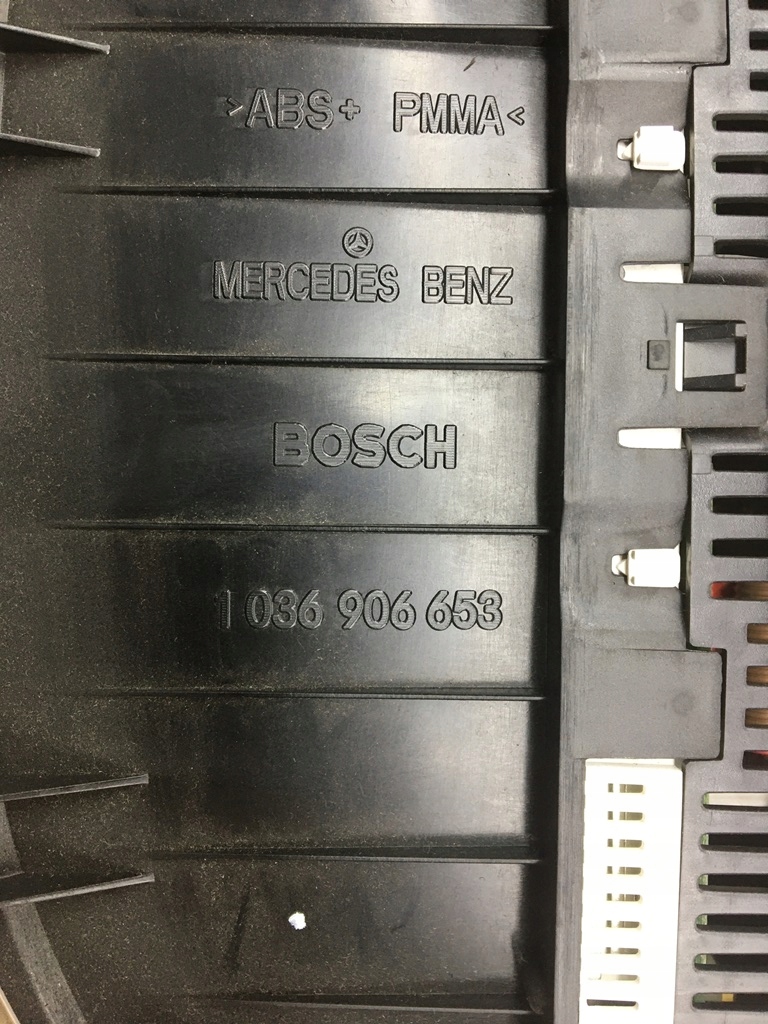 >ABS+ PMMA<
MERCEDES BENZ
BOSCH
1 036 906 653